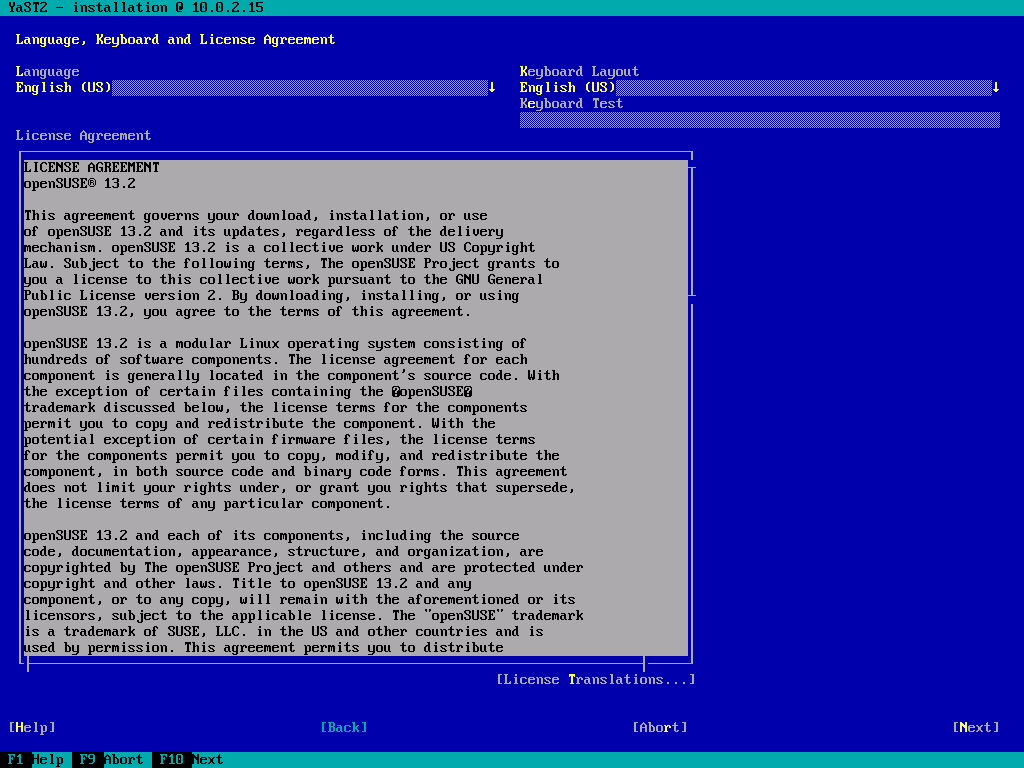 YaST2 - installation @ 10.0.2.15
Language, Keyboard and License Agreement
Language
English (US)↓
Keyboard Layout
English (US)↓
Keyboard Test
License Agreement
LICENSE AGREEMENT
openSUSE® 13.2
This agreement governs your download, installation, or use
of openSUSE 13.2 and its updates, regardless of the delivery
mechanism. openSUSE 13.2 is a collective work under US Copyright
Law. Subject to the following terms, The openSUSE Project grants to
you a license to this collective work pursuant to the GNU General
Public License version 2. By downloading, installing, or using
openSUSE 13.2, you agree to the terms of this agreement.
openSUSE 13.2 is a modular Linux operating system consisting of
hundreds of software components. The license agreement for each
component is generally located in the component's source code. With
the exception of certain files containing the �openSUSE�
trademark discussed below, the license terms for the components
permit you to copy and redistribute the component. With the
potential exception of certain firmware files, the license terms
for the components permit you to copy, modify, and redistribute the
component, in both source code and binary code forms. This agreement
does not limit your rights under, or grant you rights that supersede,
the license terms of any particular component.
openSUSE 13.2 and each of its components, including the source
code, documentation, appearance, structure, and organization, are
copyrighted by The openSUSE Project and others and are protected under
copyright and other laws. Title to openSUSE 13.2 and any
component, or to any copy, will remain with the aforementioned or its
licensors, subject to the applicable license. The "openSUSE" trademark
is a trademark of SUSE, LLC. in the US and other countries and is
used by permission. This agreement permits you to distribute
[License Translations...]
[Help] [Back] [Abort] [Next]
F1 Help F9 Abort F10 Next